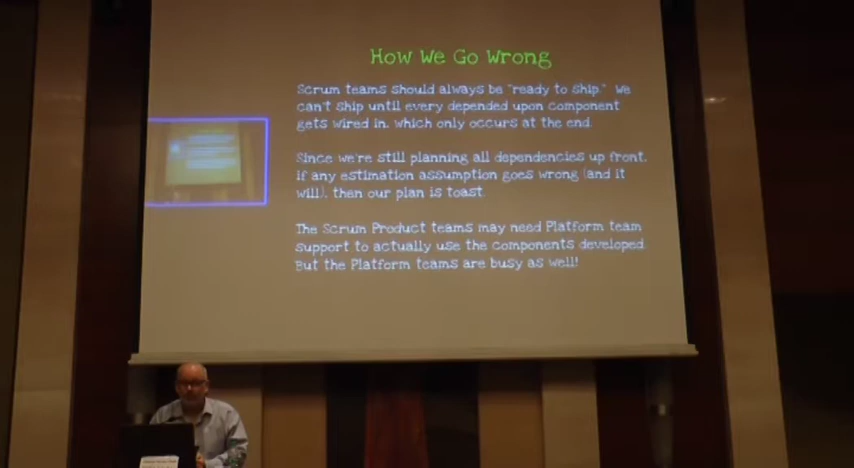 How We Go Wrong
Scrum teams should always be "ready to ship." We
can't ship until every depended upon component
gets wired in, which only occurs at the end.
Since we're still planning all dependencies up front,
if any estimation assumption goes wrong (and it
will), then our plan is toast.
The Scrum Product teams may need Platform team
support to actually use the components developed.
But the Platform teams are busy as well!